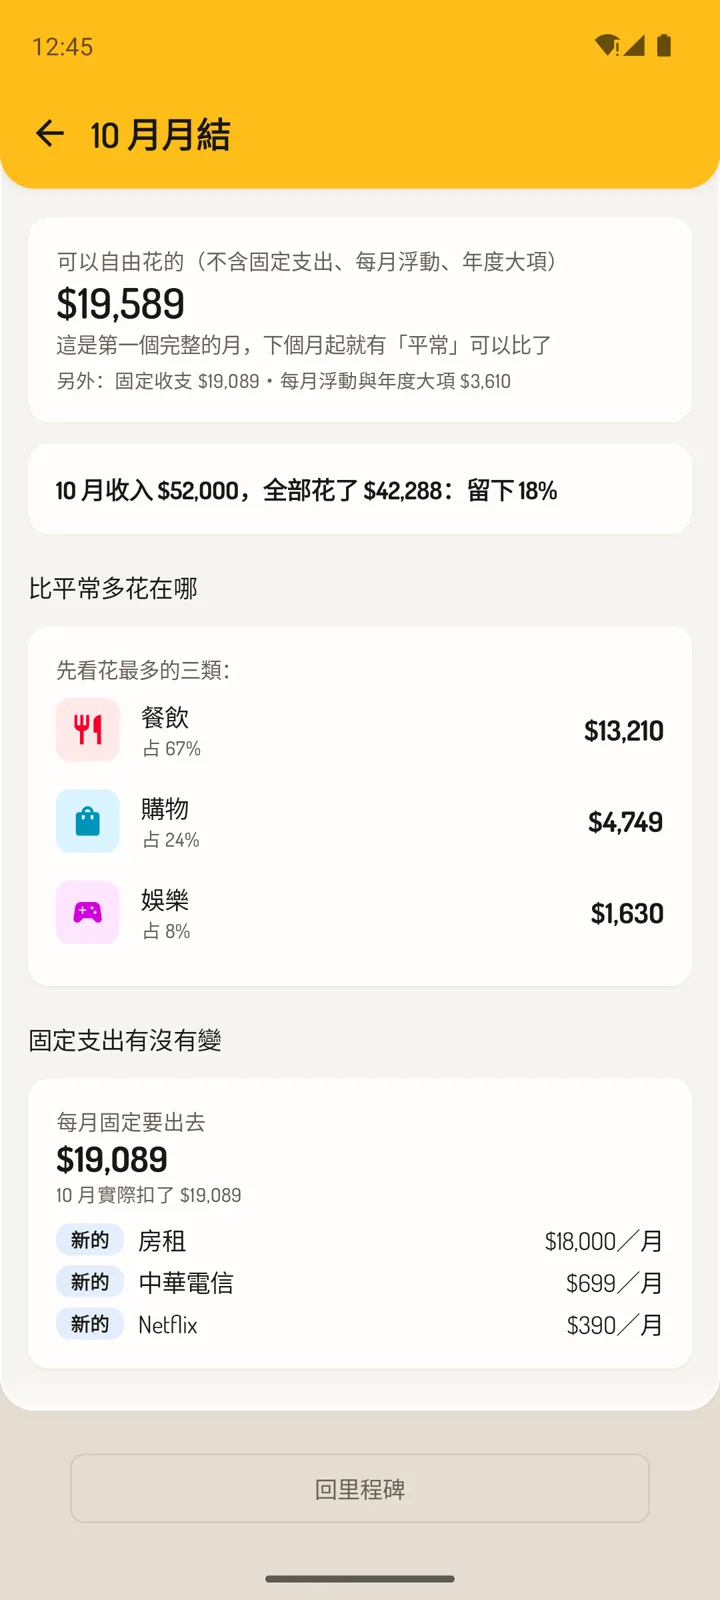 12:45
10 月月結
可以自由花的（不含固定支出、每月浮動、年度大項）
$19,589
這是第一個完整的月，下個月起就有「平常」可以比了
另外：固定收支 $19,089・每月浮動與年度大項 $3,610
10 月收入 $52,000，全部花了 $42,288：留下 18%
比平常多花在哪
先看花最多的三類：
餐飲
占 67%
$13,210
購物
占 24%
$4,749
娛樂
占 8%
$1,630
固定支出有沒有變
每月固定要出去
$19,089
10 月實際扣了 $19,089
新的 房租 $18,000／月
新的 中華電信 $699／月
新的 Netflix $390／月
回里程碑